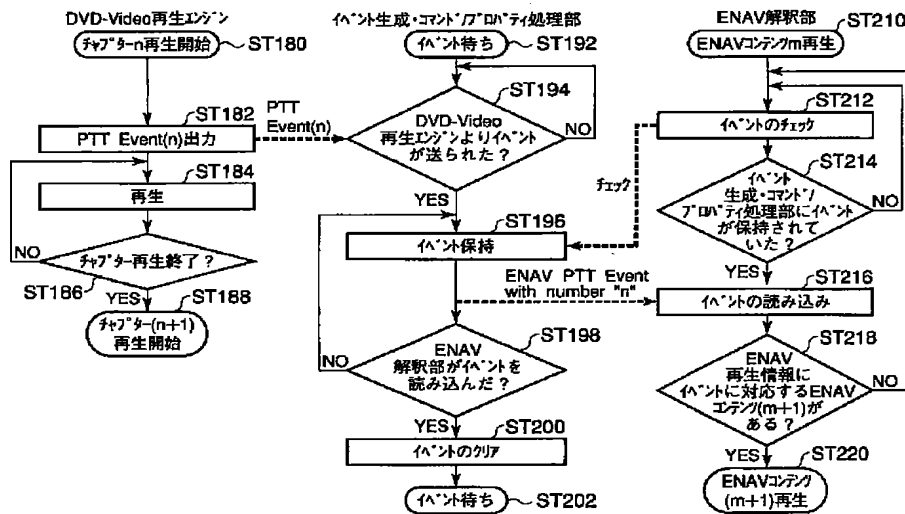 DVD-Video再生エンジン
チャプターn再生開始
ST180
ST182
PTT Event(n)出力
PTT
Event(n)
ST184
再生
NO
チャプター再生終了?
ST186
YES
ST188
チャプター(n+1)
再生開始
イベント生成・コマンド/プロパティ処理部
イベント待ち
ST192
ST194
DVD-Video
再生エンジンよりイベント
が送られた?
NO
YES
ST196
イベント保持
ENAV PTT Event
with number "n"
ST198
NO
ENAV
解釈部がイベントを
読み込んだ?
YES
ST200
イベントのクリア
イベント待ち
ST202
ENAV解釈部
ST210
ENAVコンテンツm再生
ST212
イベントのチェック
チェック
ST214
イベント
生成・コマンド/
プロパティ処理部にイベント
が保持されて
いた?
NO
YES
ST216
イベントの読み込み
ST218
ENAV
再生情報に
イベントに対応するENAV
コンテンツ(m+1)が
ある?
NO
YES
ST220
ENAVコンテンツ
(m+1)再生